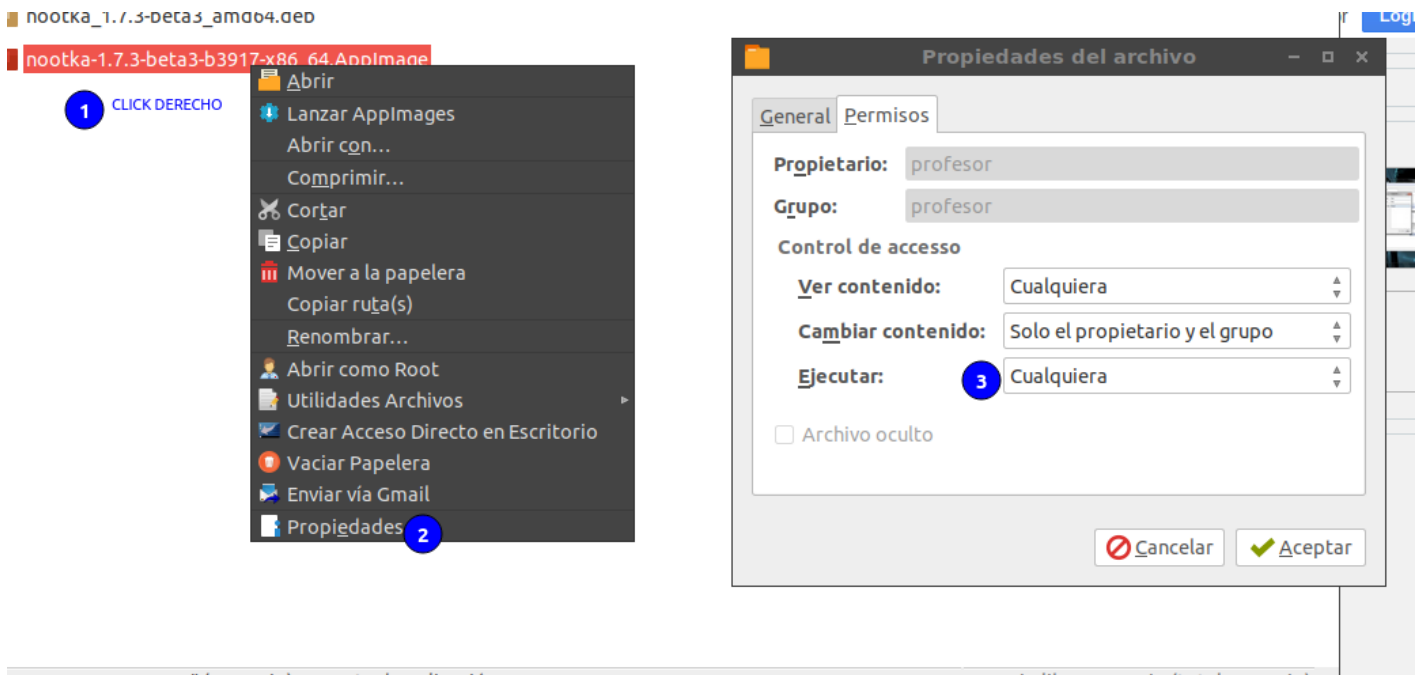 nootka_1.7.3-beta3_amd64.deb
nootka-1.7.3-beta3-b3917-x86_64.AppImage
1 CLICK DERECHO
Abrir
Lanzar AppImages
Abrir con...
Comprimir...
Cortar
Copiar
Mover a la papelera
Copiar ruta(s)
Renombrar...
Abrir como Root
Utilidades Archivos
Crear Acceso Directo en Escritorio
Vaciar Papelera
Enviar vía Gmail
Propiedades 2
Propiedades del archivo
General Permisos
Propietario: profesor
Grupo: profesor
Control de accesso
Ver contenido: Cualquiera
Cambiar contenido: Solo el propietario y el grupo
Ejecutar: 3 Cualquiera
Archivo oculto
Cancelar Aceptar